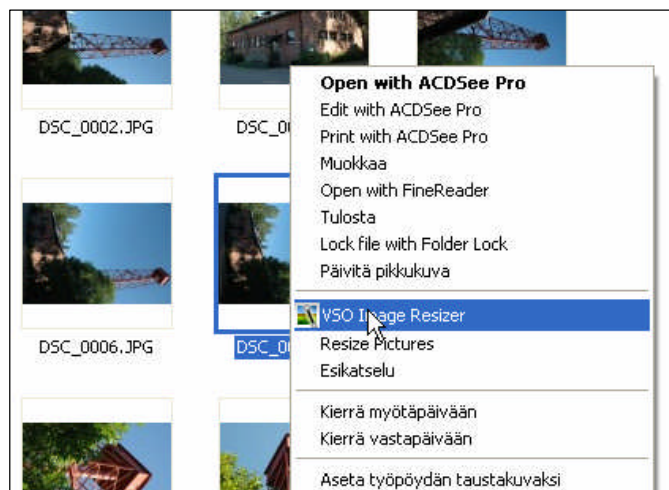 Open with ACDSee Pro
Edit with ACDSee Pro
Print with ACDSee Pro
Muokkaa
Open with FineReader
Tulosta
Lock file with Folder Lock
Päivitä pikkukuva
VSO Image Resizer
Resize Pictures
Esikatselu
Kierrä myötäpäivään
Kierrä vastapäivään
Aseta työpöydän taustakuvaksi
DSC_0002.JPG
DSC_0006.JPG